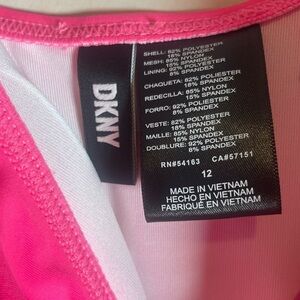 DKNY
SHELL: 82% POLYESTER
18% SPANDEX
MESH: 85% NYLON
15% SPANDEX
LINING: 92% POLYESTER
8% SPANDEX
CHAQUETA: 82% POLIESTER
18% SPANDEX
REDECILLA: 85% NYLON
15% SPANDEX
FORRO: 92% POLIESTER
8% SPANDEX
VESTE: 82% POLYESTER
18% SPANDEX
MAILLE: 85% NYLON
15% SPANDEX
DOUBLURE: 92% POLYESTER
8% SPANDEX
RN#54163 CA#57151
12
MADE IN VIETNAM
HECHO EN VIETNAM
FABRIQUÉ EN VIETNAM